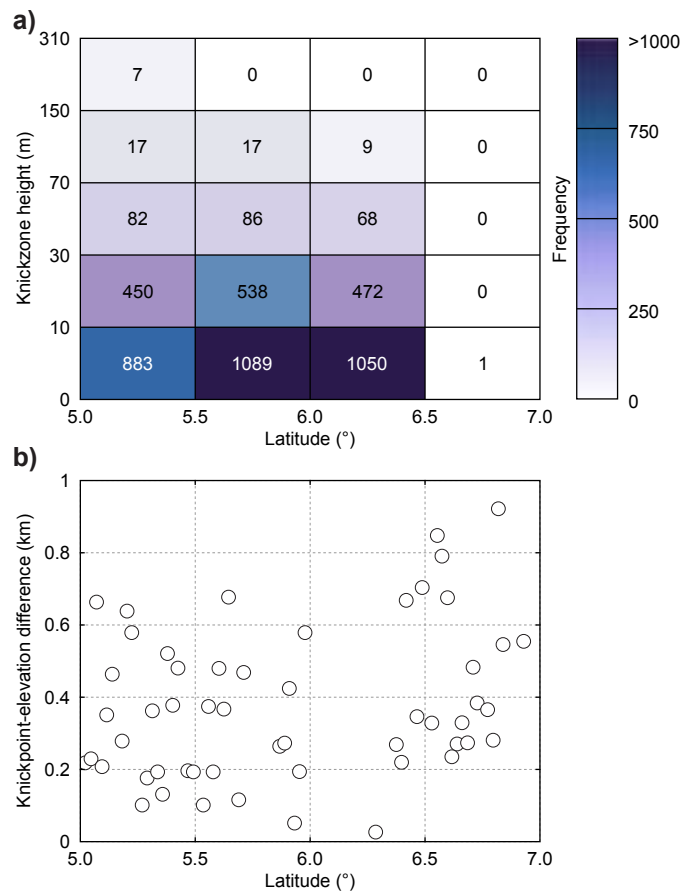 a)
310
150
70
30
10
0
Knickzone height (m)
7 0 0 0
17 17 9 0
82 86 68 0
450 538 472 0
883 1089 1050 1
5.0 5.5 6.0 6.5 7.0
Latitude (°)
>1000
750
500
250
0
Frequency
b)
1
0.8
0.6
0.4
0.2
0
Knickpoint-elevation difference (km)
5.0 5.5 6.0 6.5 7.0
Latitude (°)